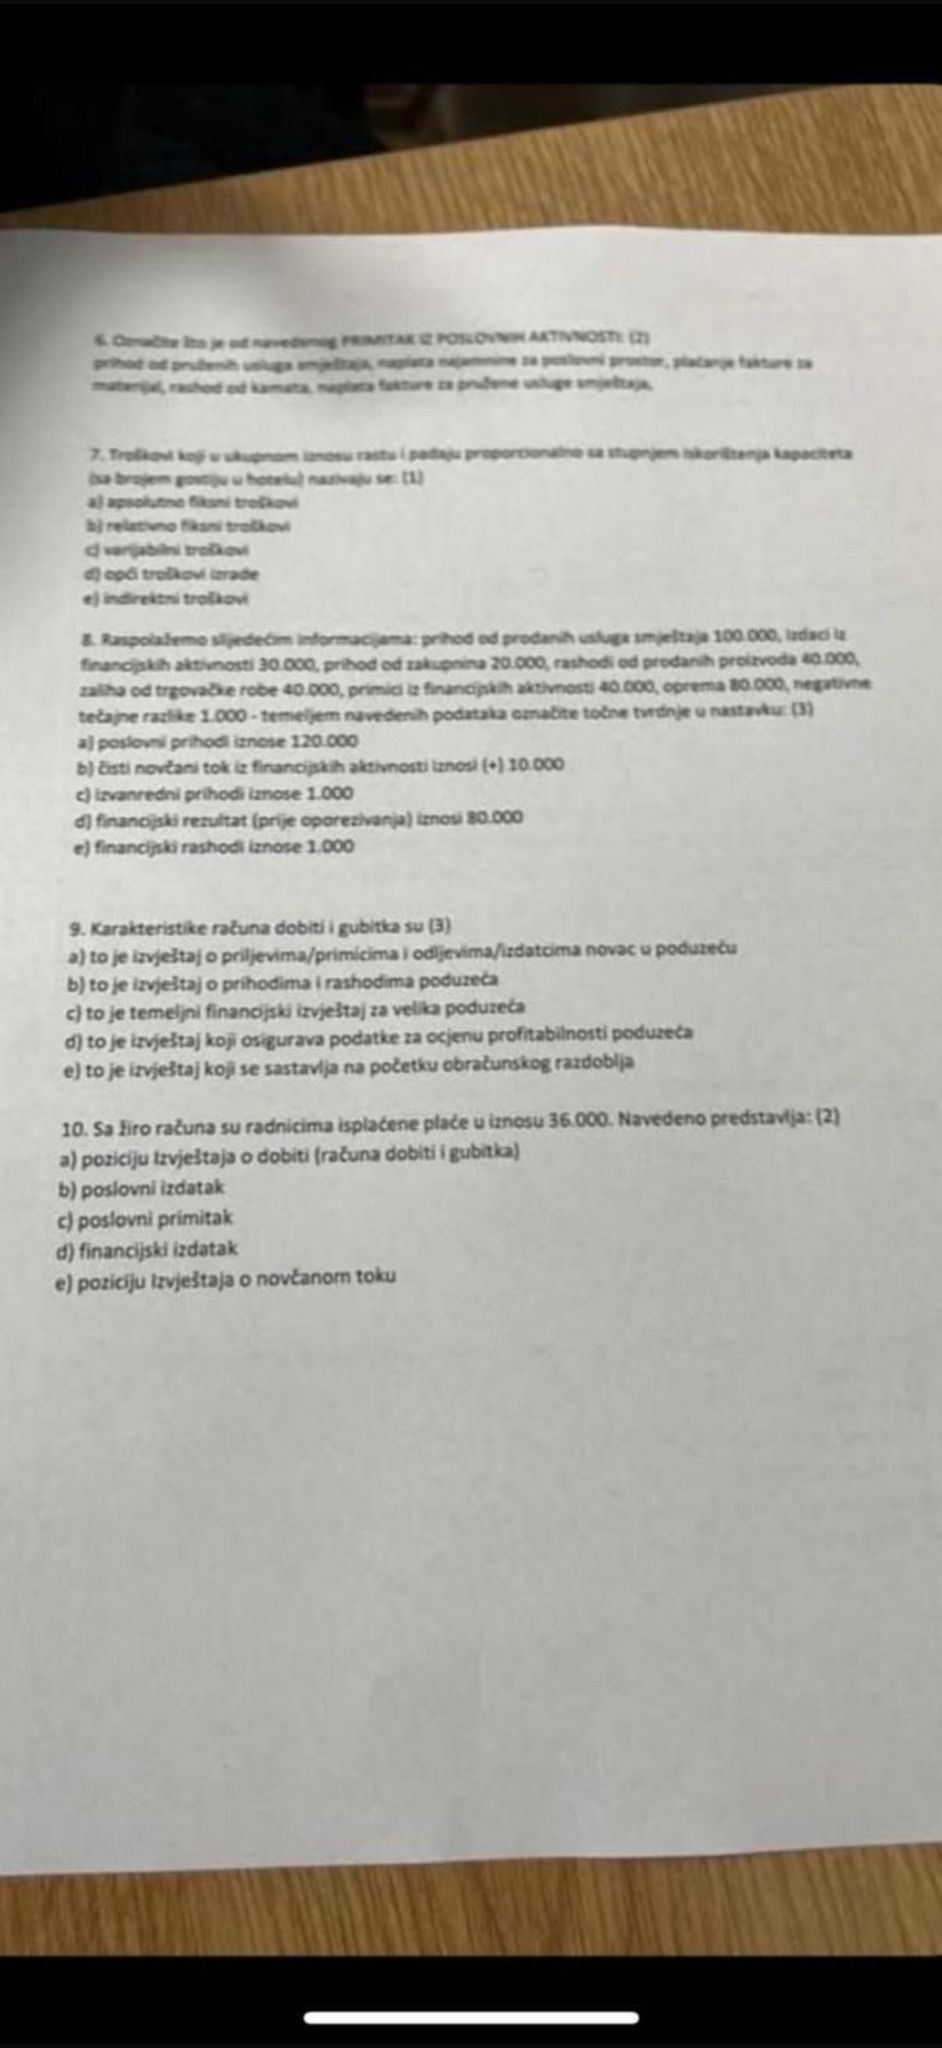 6. Označite što je od navedenog PRIMITAK IZ POSLOVNIH AKTIVNOSTI: (2)
prihod od pruženih usluga smještaja, naplata najamnine za poslovni prostor, plaćanje fakture za
materijal, rashod od kamata, naplata fakture za pružene usluge smještaja,
7. Troškovi koji u ukupnom iznosu rastu i padaju proporcionalno sa stupnjem iskorištenja kapaciteta
(sa brojem gostiju u hotelu) nazivaju se: (1)
a) apsolutno fiksni troškovi
b) relativno fiksni troškovi
c) varijabilni troškovi
d) opći troškovi izrade
e) indirektni troškovi
8. Raspolažemo slijedećim informacijama: prihod od prodanih usluga smještaja 100.000, izdaci iz
financijskih aktivnosti 30.000, prihod od zakupnina 20.000, rashodi od prodanih proizvoda 40.000,
zaliha od trgovačke robe 40.000, primici iz financijskih aktivnosti 40.000, oprema 80.000, negativne
tečajne razlike 1.000 - temeljem navedenih podataka označite točne tvrdnje u nastavku: (3)
a) poslovni prihodi iznose 120.000
b) čisti novčani tok iz financijskih aktivnosti iznosi (+) 10.000
c) izvanredni prihodi iznose 1.000
d) financijski rezultat (prije oporezivanja) iznosi 80.000
e) financijski rashodi iznose 1.000
9. Karakteristike računa dobiti i gubitka su (3)
a) to je izvještaj o priljevima/primicima i odljevima/izdatcima novac u poduzeću
b) to je izvještaj o prihodima i rashodima poduzeća
c) to je temeljni financijski izvještaj za velika poduzeća
d) to je izvještaj koji osigurava podatke za ocjenu profitabilnosti poduzeća
e) to je izvještaj koji se sastavlja na početku obračunskog razdoblja
10. Sa žiro računa su radnicima isplaćene plaće u iznosu 36.000. Navedeno predstavlja: (2)
a) poziciju Izvještaja o dobiti (računa dobiti i gubitka)
b) poslovni izdatak
c) poslovni primitak
d) financijski izdatak
e) poziciju Izvještaja o novčanom toku